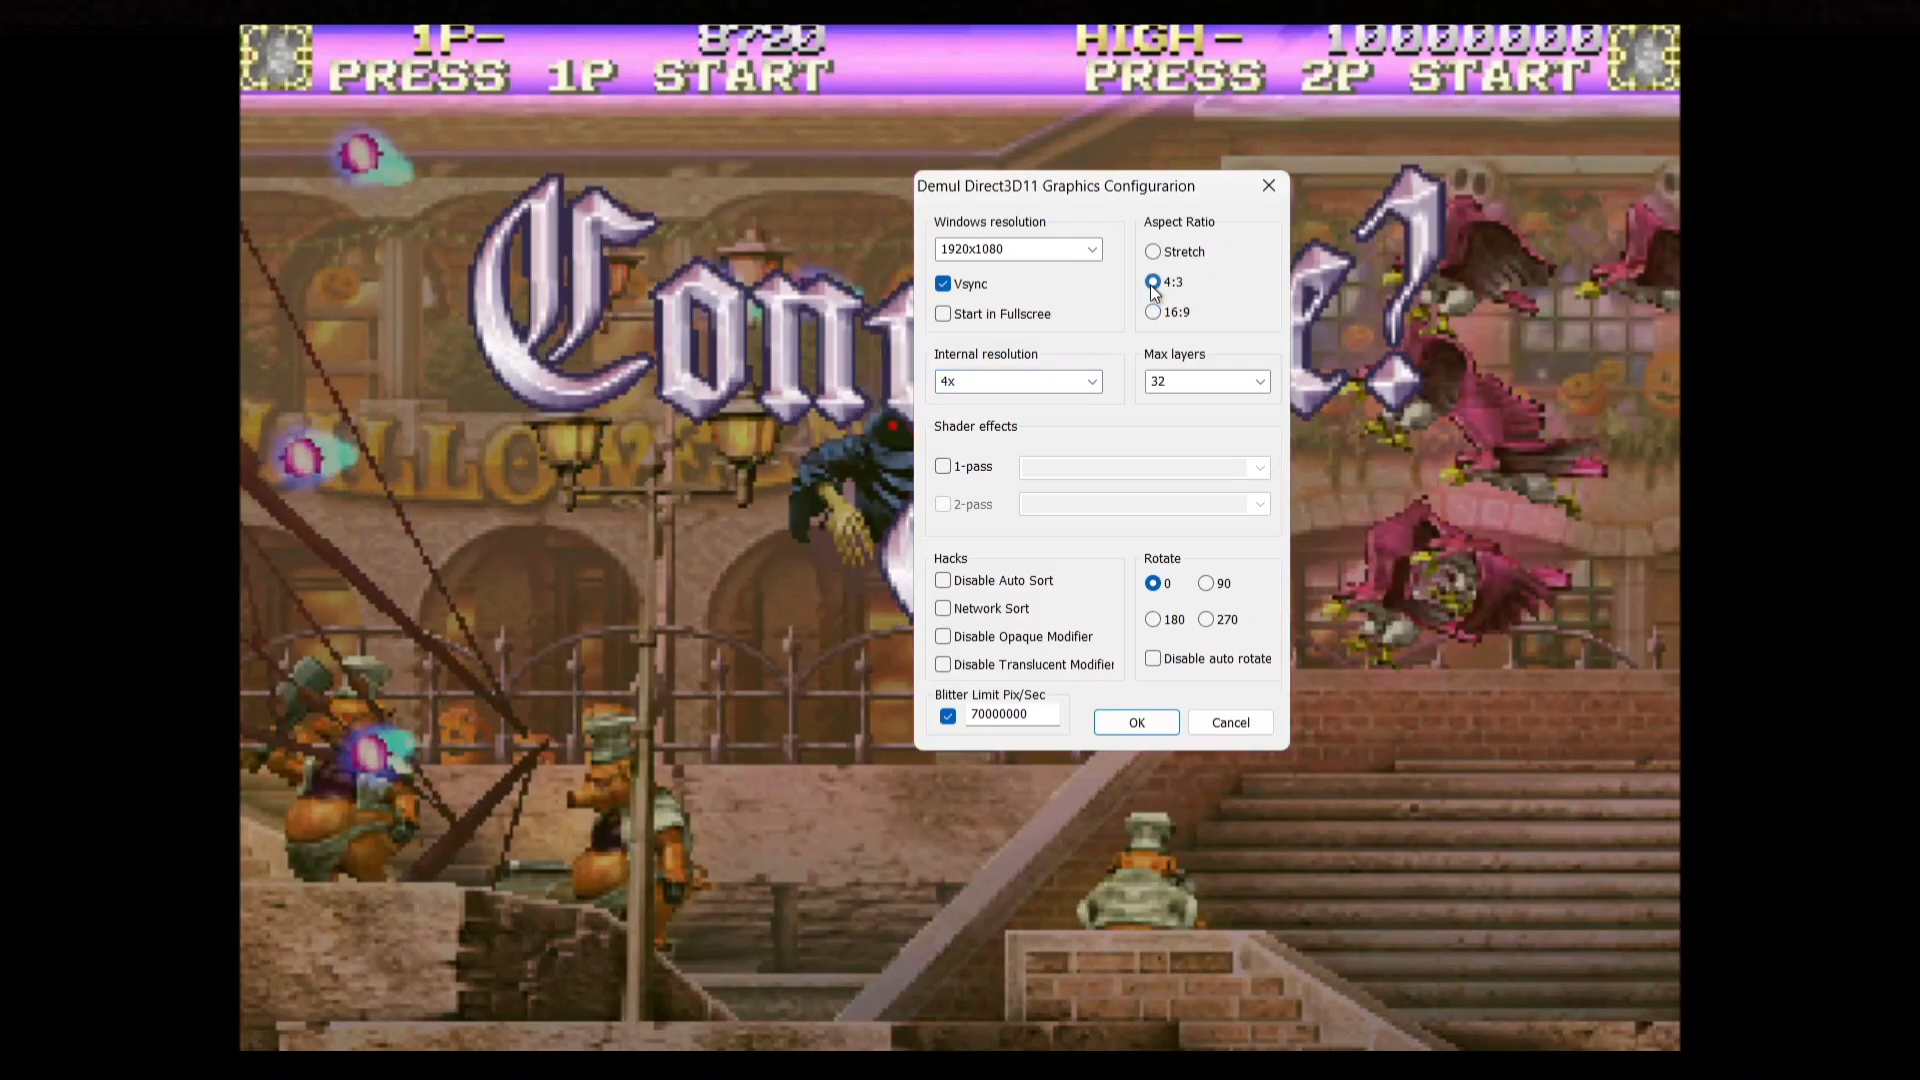 1P- 8720 HIGH- 10000000
PRESS 1P START PRESS 2P START
Demul Direct3D11 Graphics Configurarion
Windows resolution
1920x1080
Vsync
Start in Fullscree
Aspect Ratio
Stretch
4:3
16:9
Internal resolution
4x
Max layers
32
Shader effects
1-pass
2-pass
Hacks
Disable Auto Sort
Network Sort
Disable Opaque Modifier
Disable Translucent Modifier
Rotate
0 90
180 270
Disable auto rotate
Blitter Limit Pix/Sec
70000000
OK Cancel